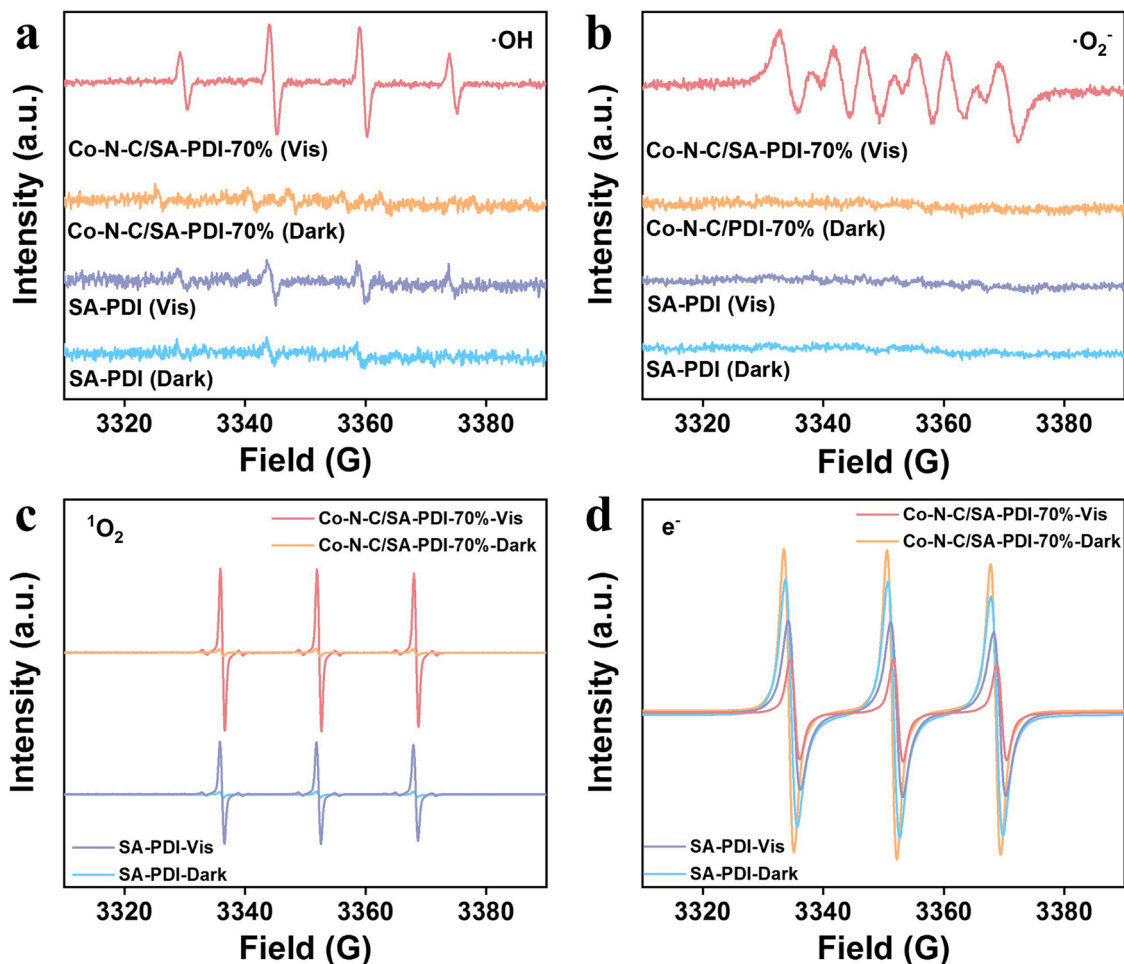 a
·OH
Intensity (a.u.)
Co-N-C/SA-PDI-70% (Vis)
Co-N-C/SA-PDI-70% (Dark)
SA-PDI (Vis)
SA-PDI (Dark)
3320 3340 3360 3380
Field (G)
b
·O₂⁻
Intensity (a.u.)
Co-N-C/SA-PDI-70% (Vis)
Co-N-C/PDI-70% (Dark)
SA-PDI (Vis)
SA-PDI (Dark)
3320 3340 3360 3380
Field (G)
c
¹O₂
Intensity (a.u.)
Co-N-C/SA-PDI-70%-Vis
Co-N-C/SA-PDI-70%-Dark
SA-PDI-Vis
SA-PDI-Dark
3320 3340 3360 3380
Field (G)
d
e⁻
Intensity (a.u.)
Co-N-C/SA-PDI-70%-Vis
Co-N-C/SA-PDI-70%-Dark
SA-PDI-Vis
SA-PDI-Dark
3320 3340 3360 3380
Field (G)